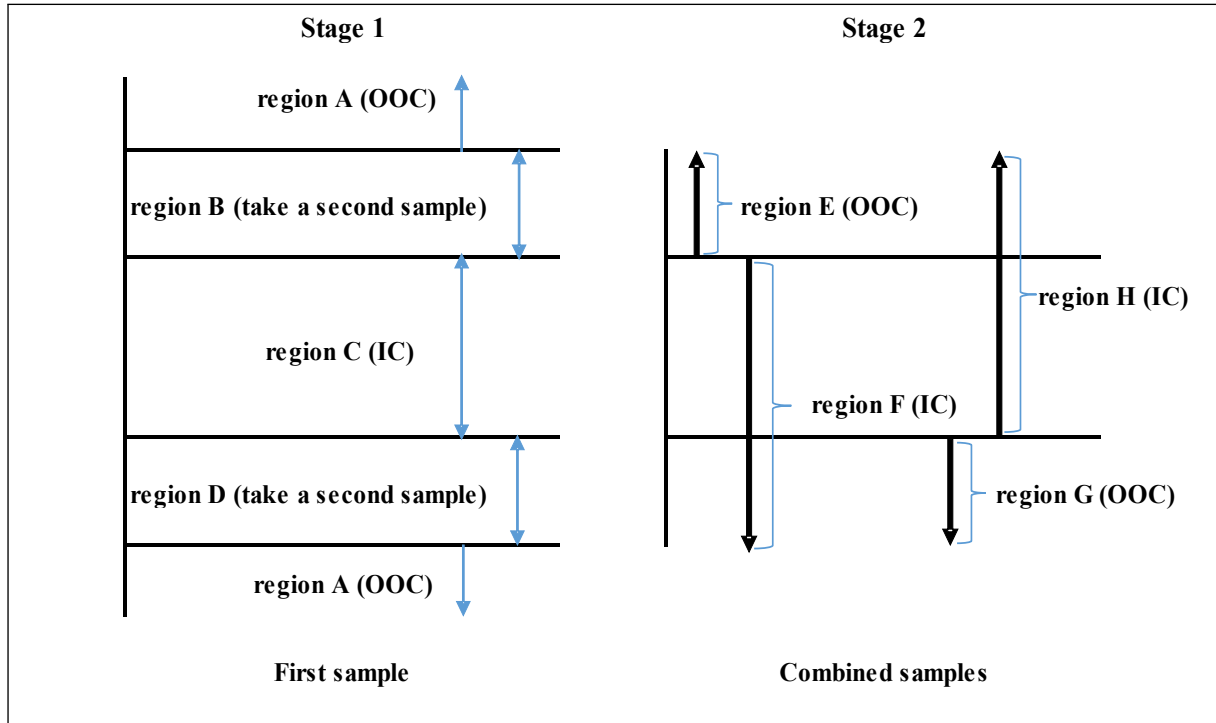 Stage 1
region A (OOC)
region B (take a second sample)
region C (IC)
region D (take a second sample)
region A (OOC)
First sample
Stage 2
region E (OOC)
region H (IC)
region F (IC)
region G (OOC)
Combined samples